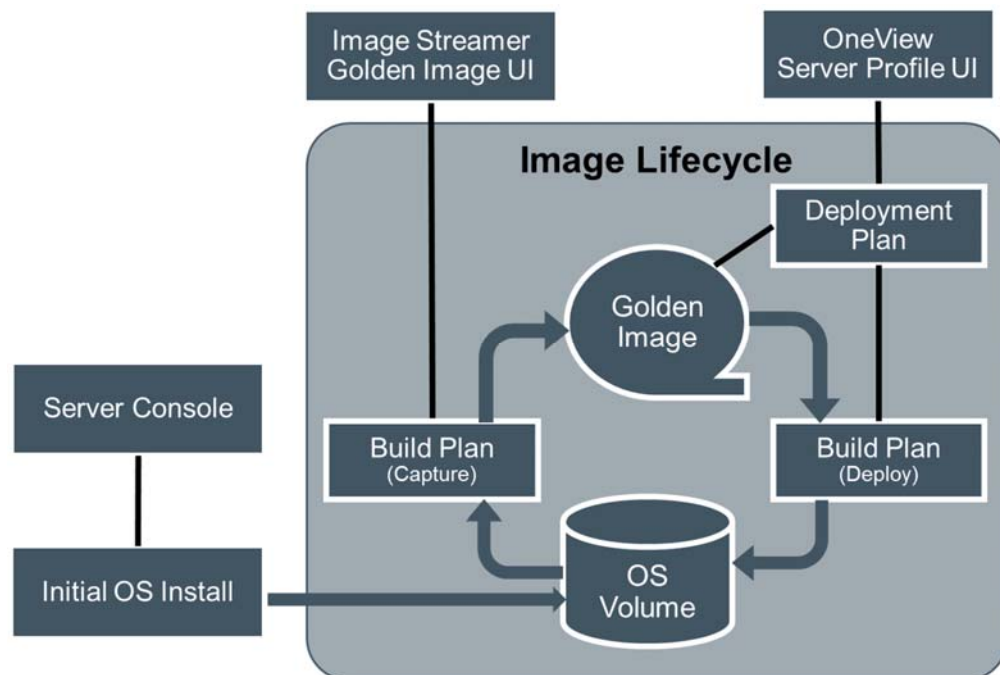 Image Streamer
Golden Image UI
OneView
Server Profile UI
Image Lifecycle
Deployment
Plan
Golden
Image
Server Console
Build Plan
(Capture)
Build Plan
(Deploy)
Initial OS Install
OS
Volume